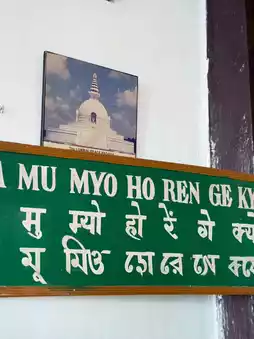 MU MYO HO REN GE KY
मु म्यो हो रें गे क्यो
মূ মিও হো রে গে